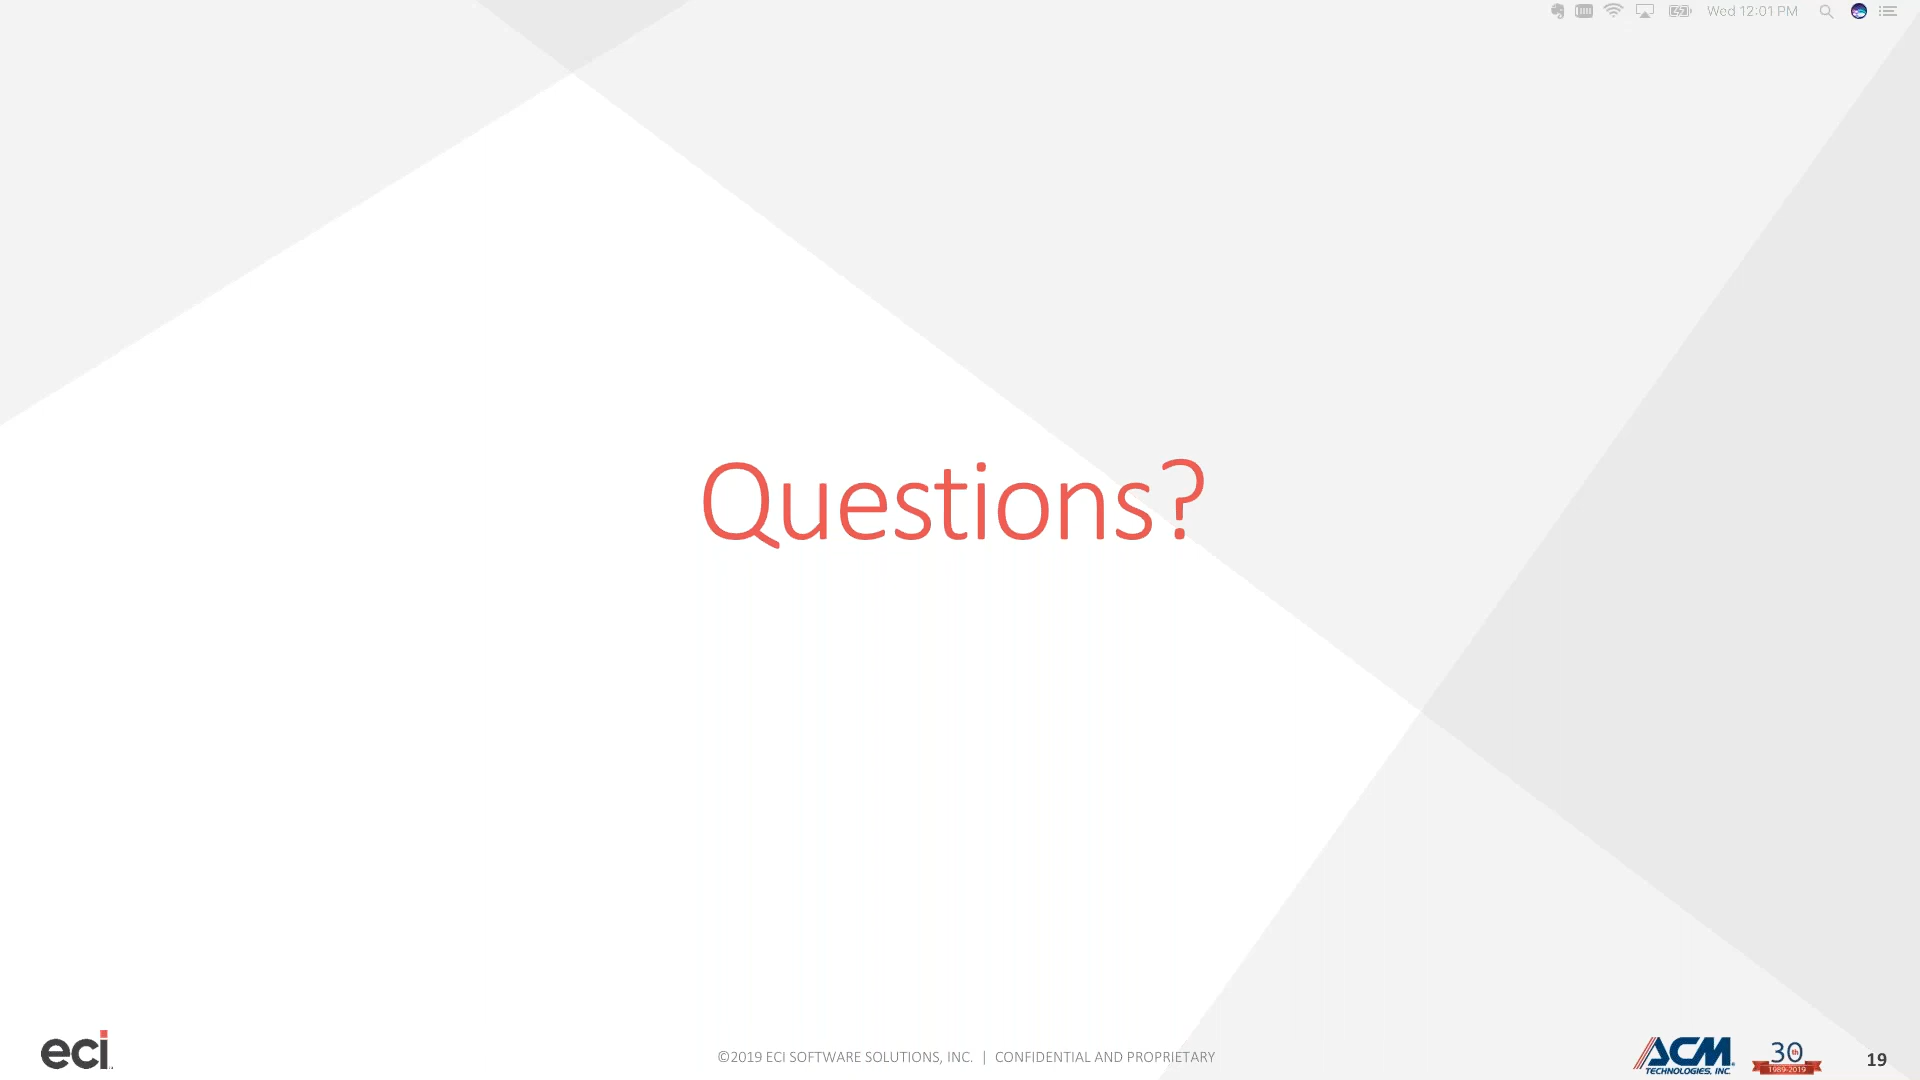 Wed 12:01 PM
Questions?
eci
©2019 ECI SOFTWARE SOLUTIONS, INC. | CONFIDENTIAL AND PROPRIETARY
ACM
TECHNOLOGIES, INC.
30th
1989-2019
19